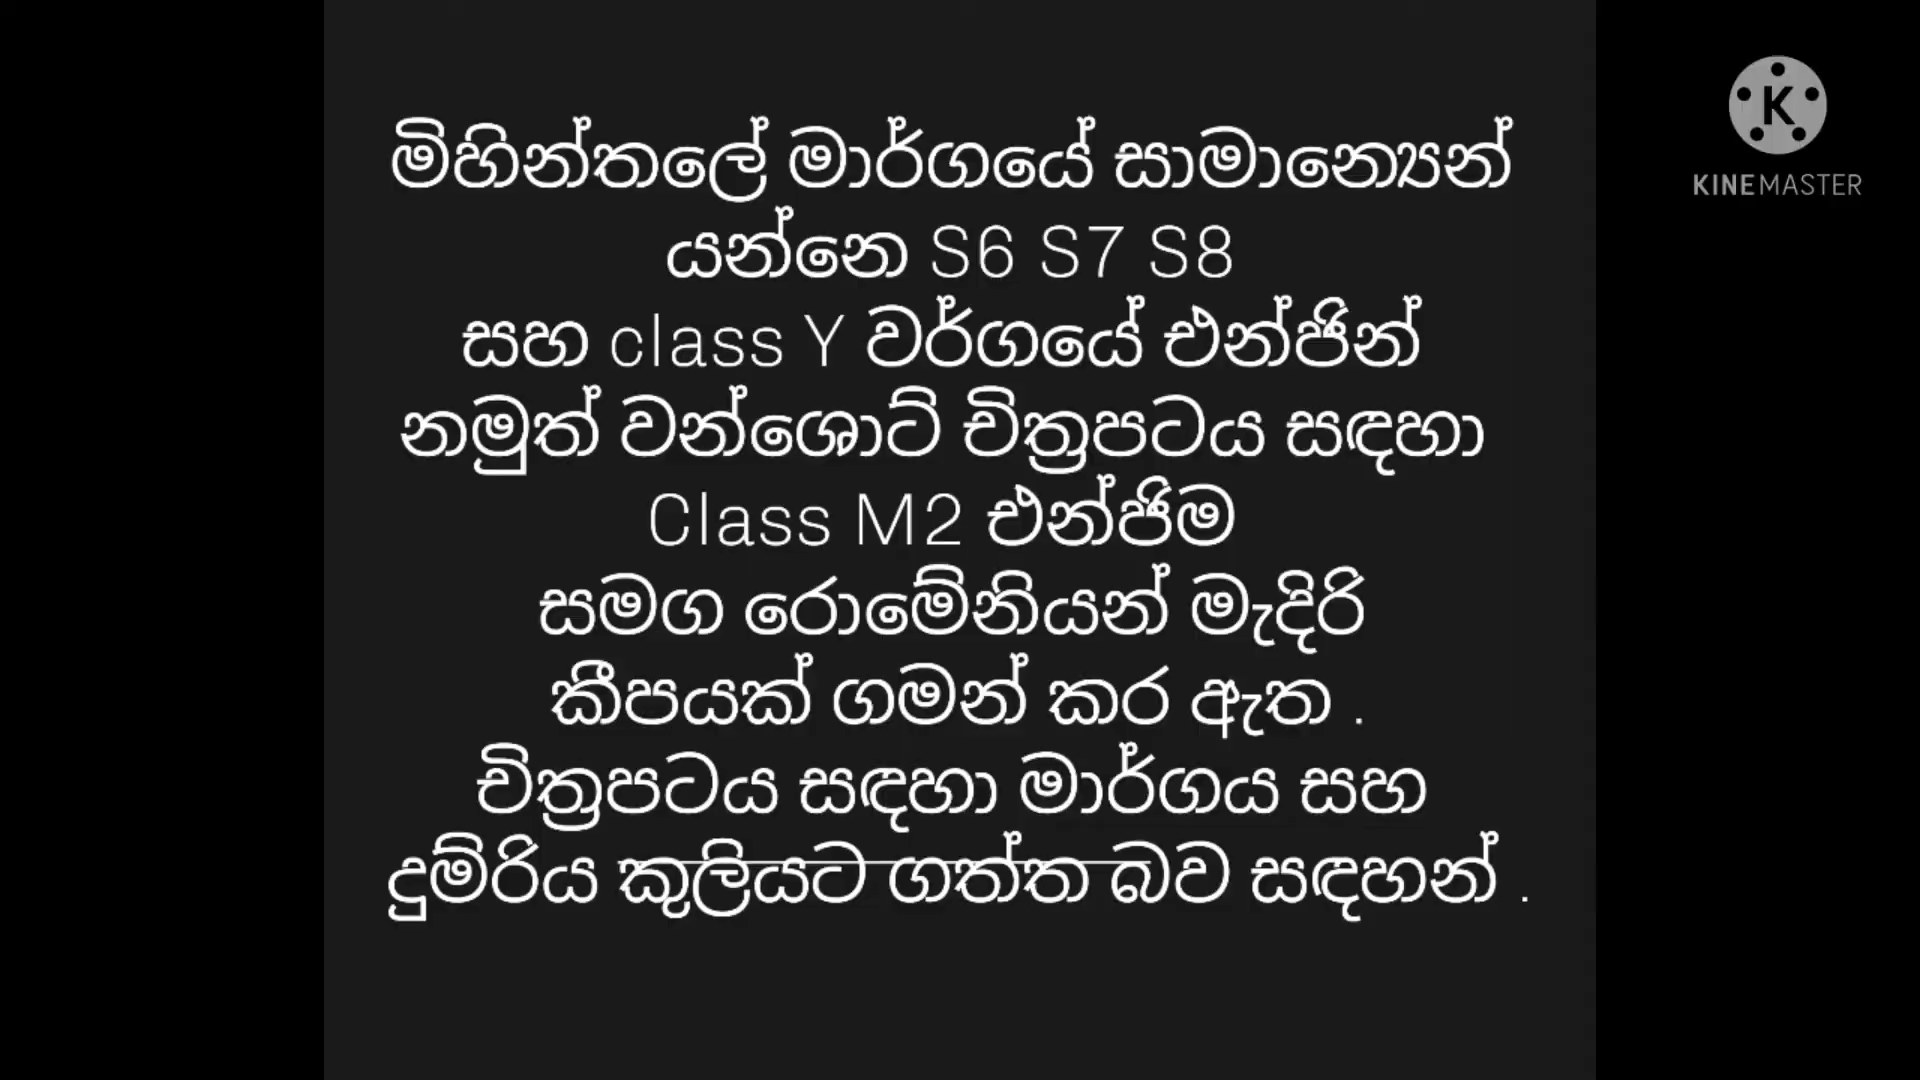 මිහින්තලේ මාර්ගයේ සාමාන්‍යෙන්
යන්නෙ S6 S7 S8
සහ class Y වර්ගයේ එන්ජින්
නමුත් වන්ශොට් චිත්‍රපටය සඳහා
Class M2 එන්ජිම
සමග රොමේනියන් මැදිරි
කීපයක් ගමන් කර ඇත .
චිත්‍රපටය සඳහා මාර්ගය සහ
දුම්රිය කුලියට ගත්ත බව සඳහන් .
K
KINEMASTER